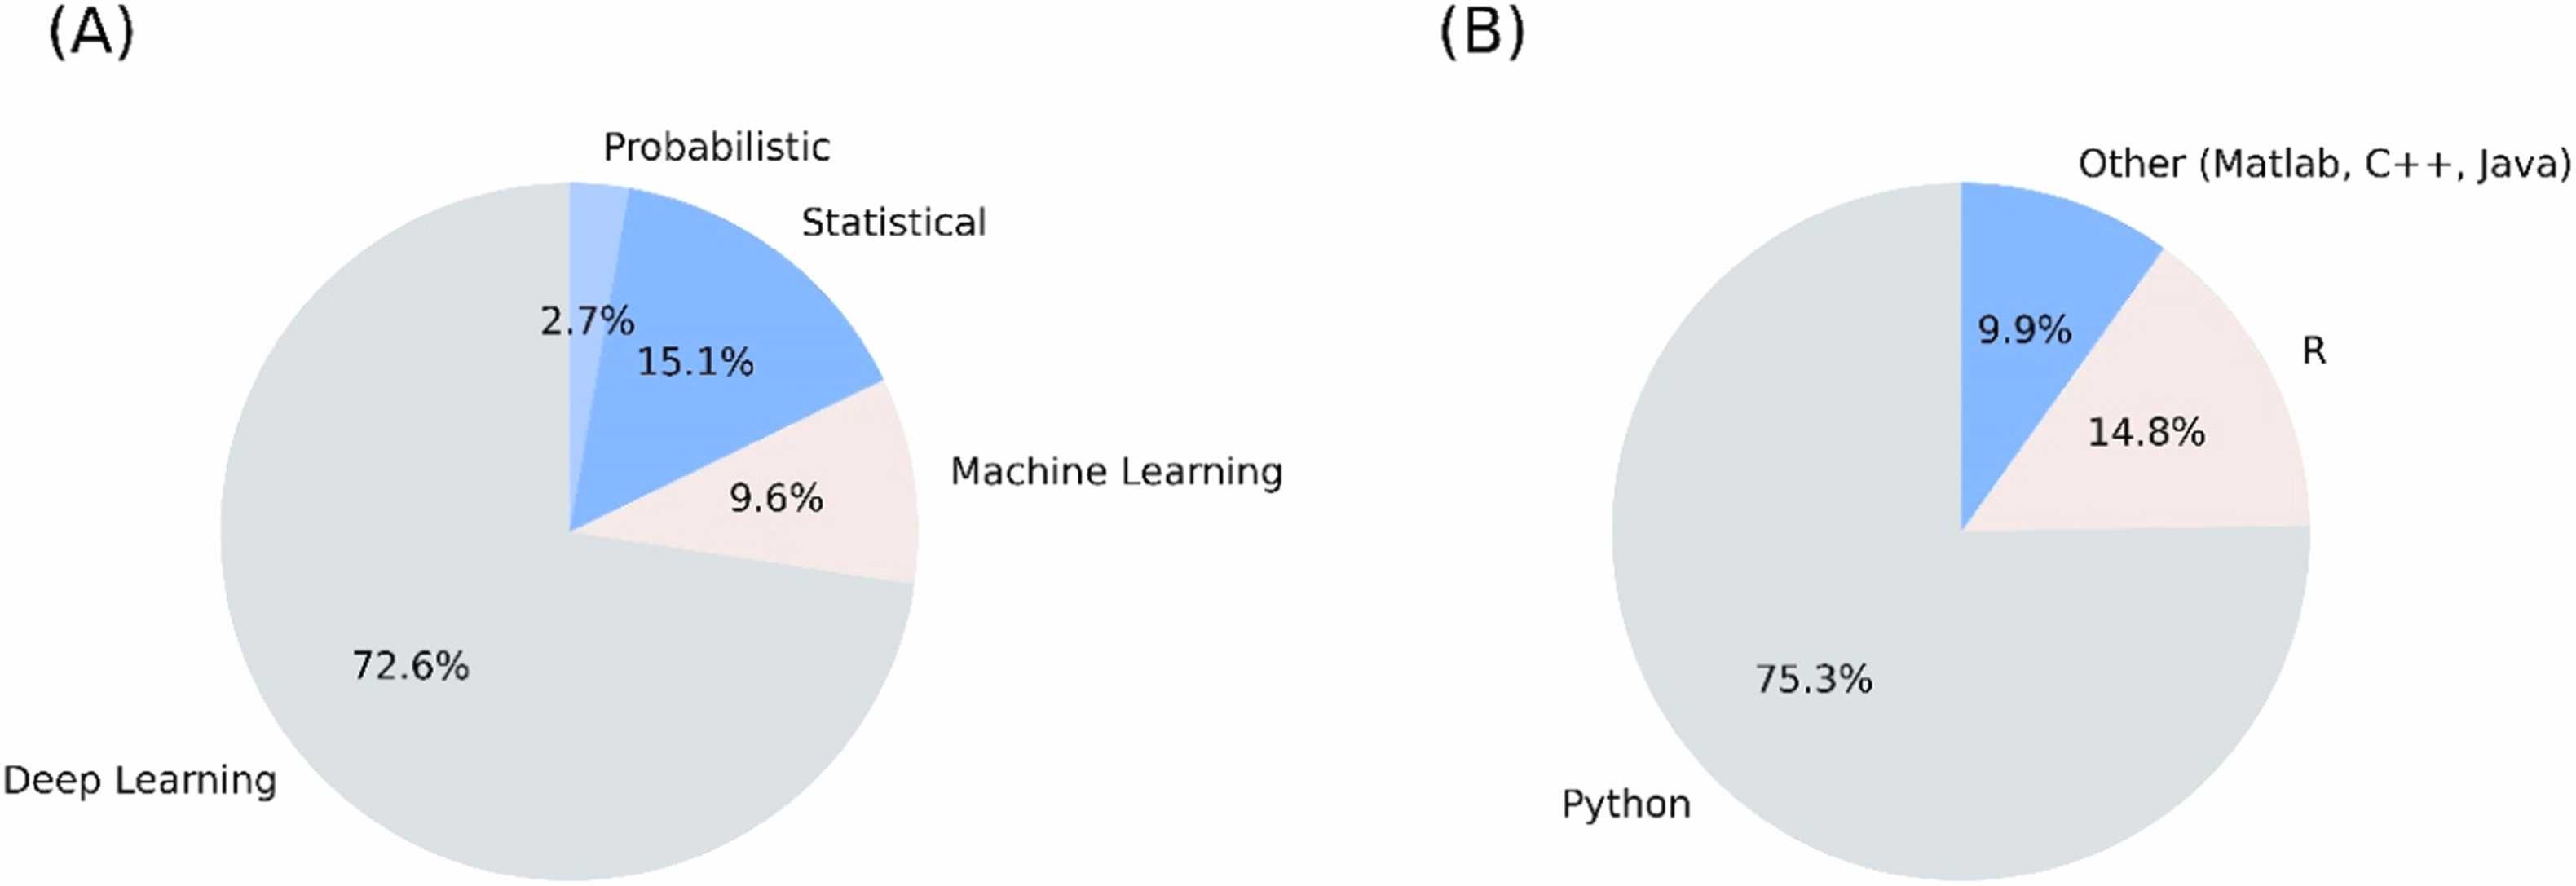 (A)
Probabilistic
Statistical
2.7%
15.1%
Machine Learning
9.6%
72.6%
Deep Learning
(B)
Other (Matlab, C++, Java)
9.9%
R
14.8%
75.3%
Python